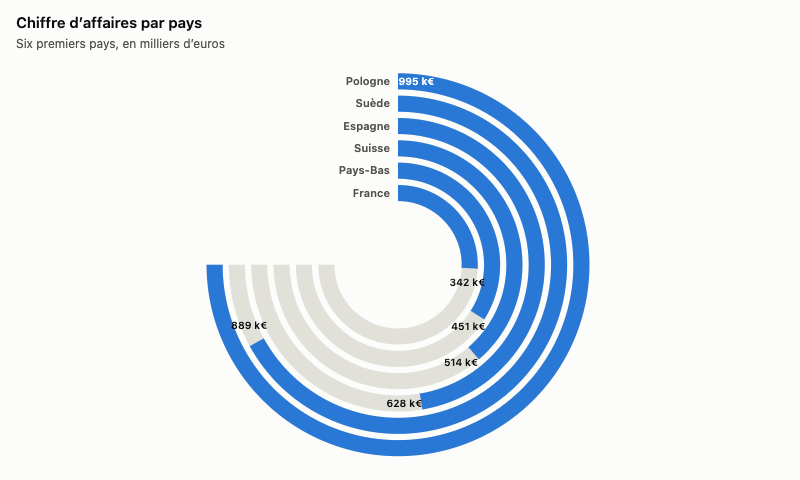 Chiffre d’affaires par pays
Six premiers pays, en milliers d’euros
Pologne 995 k€
Suède
Espagne
Suisse
Pays-Bas
France
342 k€
889 k€
451 k€
514 k€
628 k€